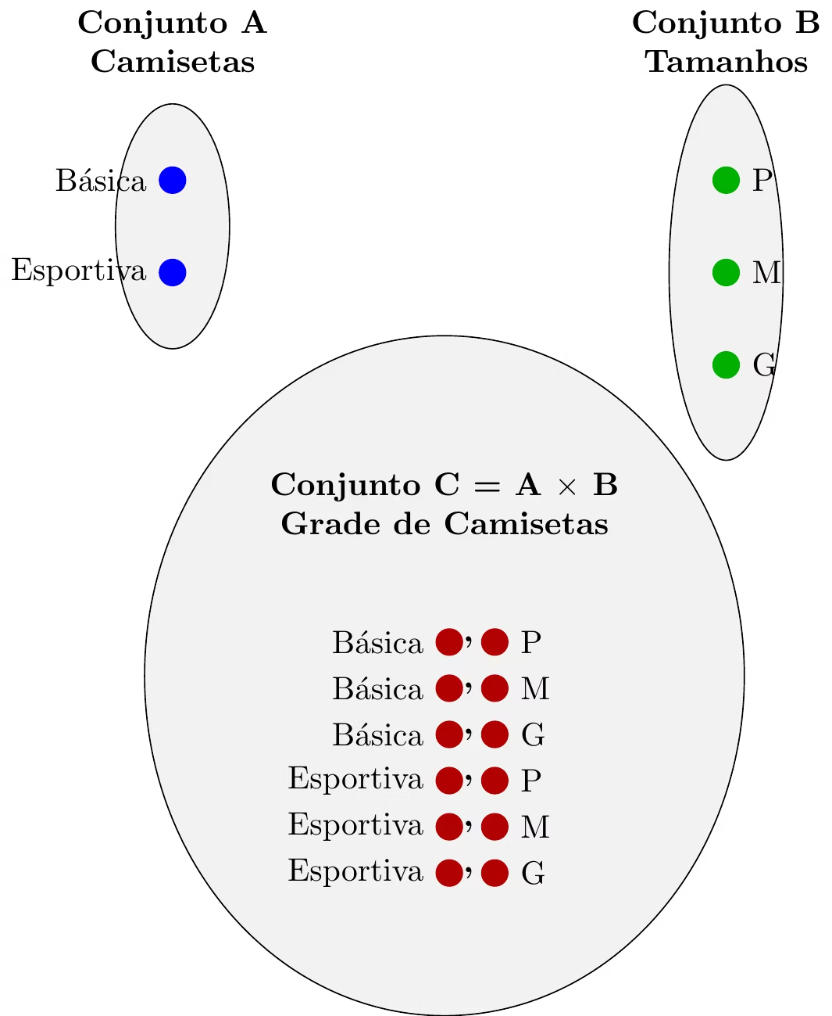 Conjunto A
Camisetas
Conjunto B
Tamanhos
Básica
Esportiva
P
M
G
Conjunto C = A × B
Grade de Camisetas
Básica , P
Básica , M
Básica , G
Esportiva , P
Esportiva , M
Esportiva , G